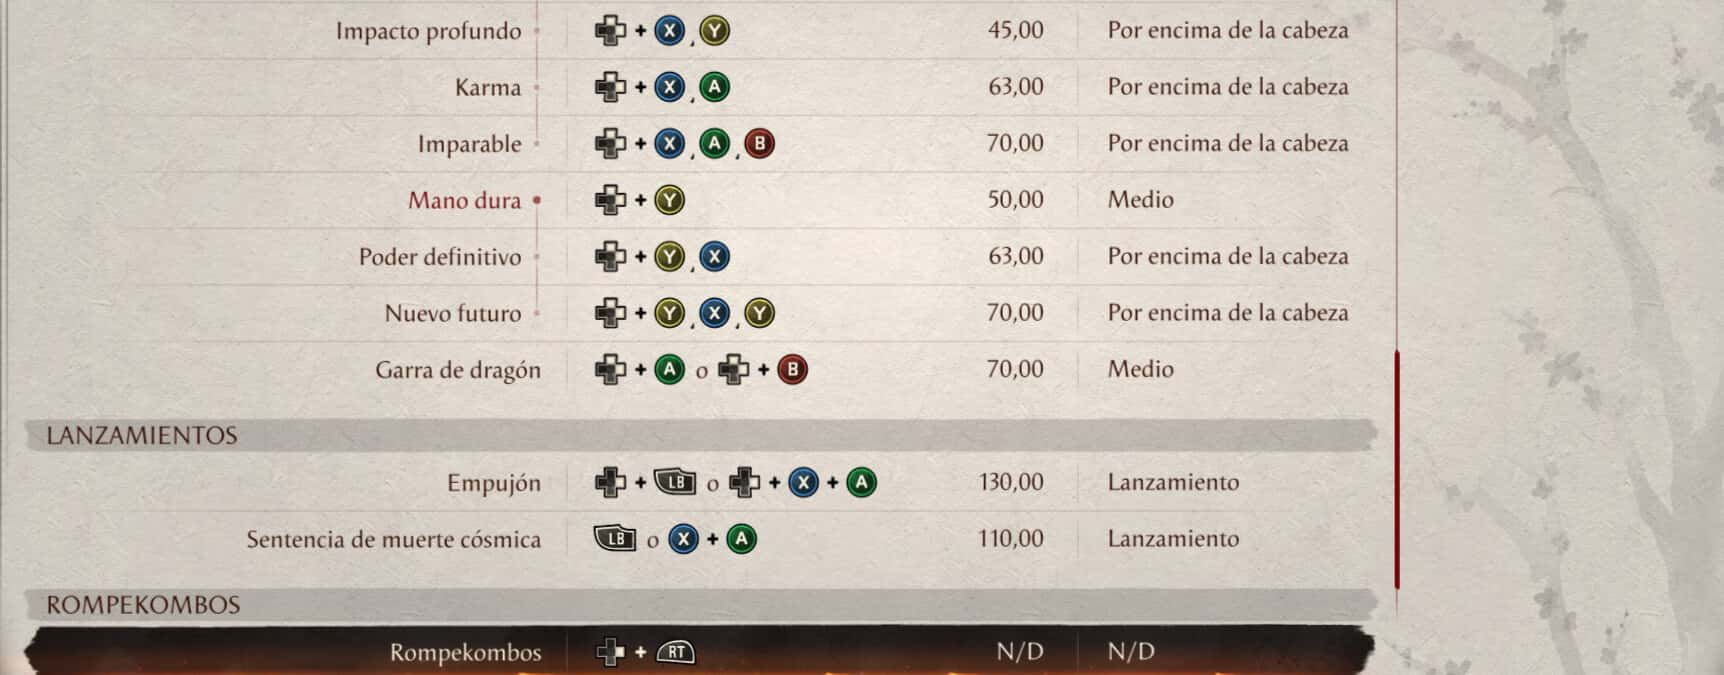 Impacto profundo + X , Y 45,00 Por encima de la cabeza
Karma + X , A 63,00 Por encima de la cabeza
Imparable + X , A , B 70,00 Por encima de la cabeza
Mano dura + Y 50,00 Medio
Poder definitivo + Y , X 63,00 Por encima de la cabeza
Nuevo futuro + Y , X , Y 70,00 Por encima de la cabeza
Garra de dragón + A o + B 70,00 Medio
LANZAMIENTOS
Empujón + LB o + X + A 130,00 Lanzamiento
Sentencia de muerte cósmica LB o X + A 110,00 Lanzamiento
ROMPEKOMBOS
Rompekombos + RT N/D N/D